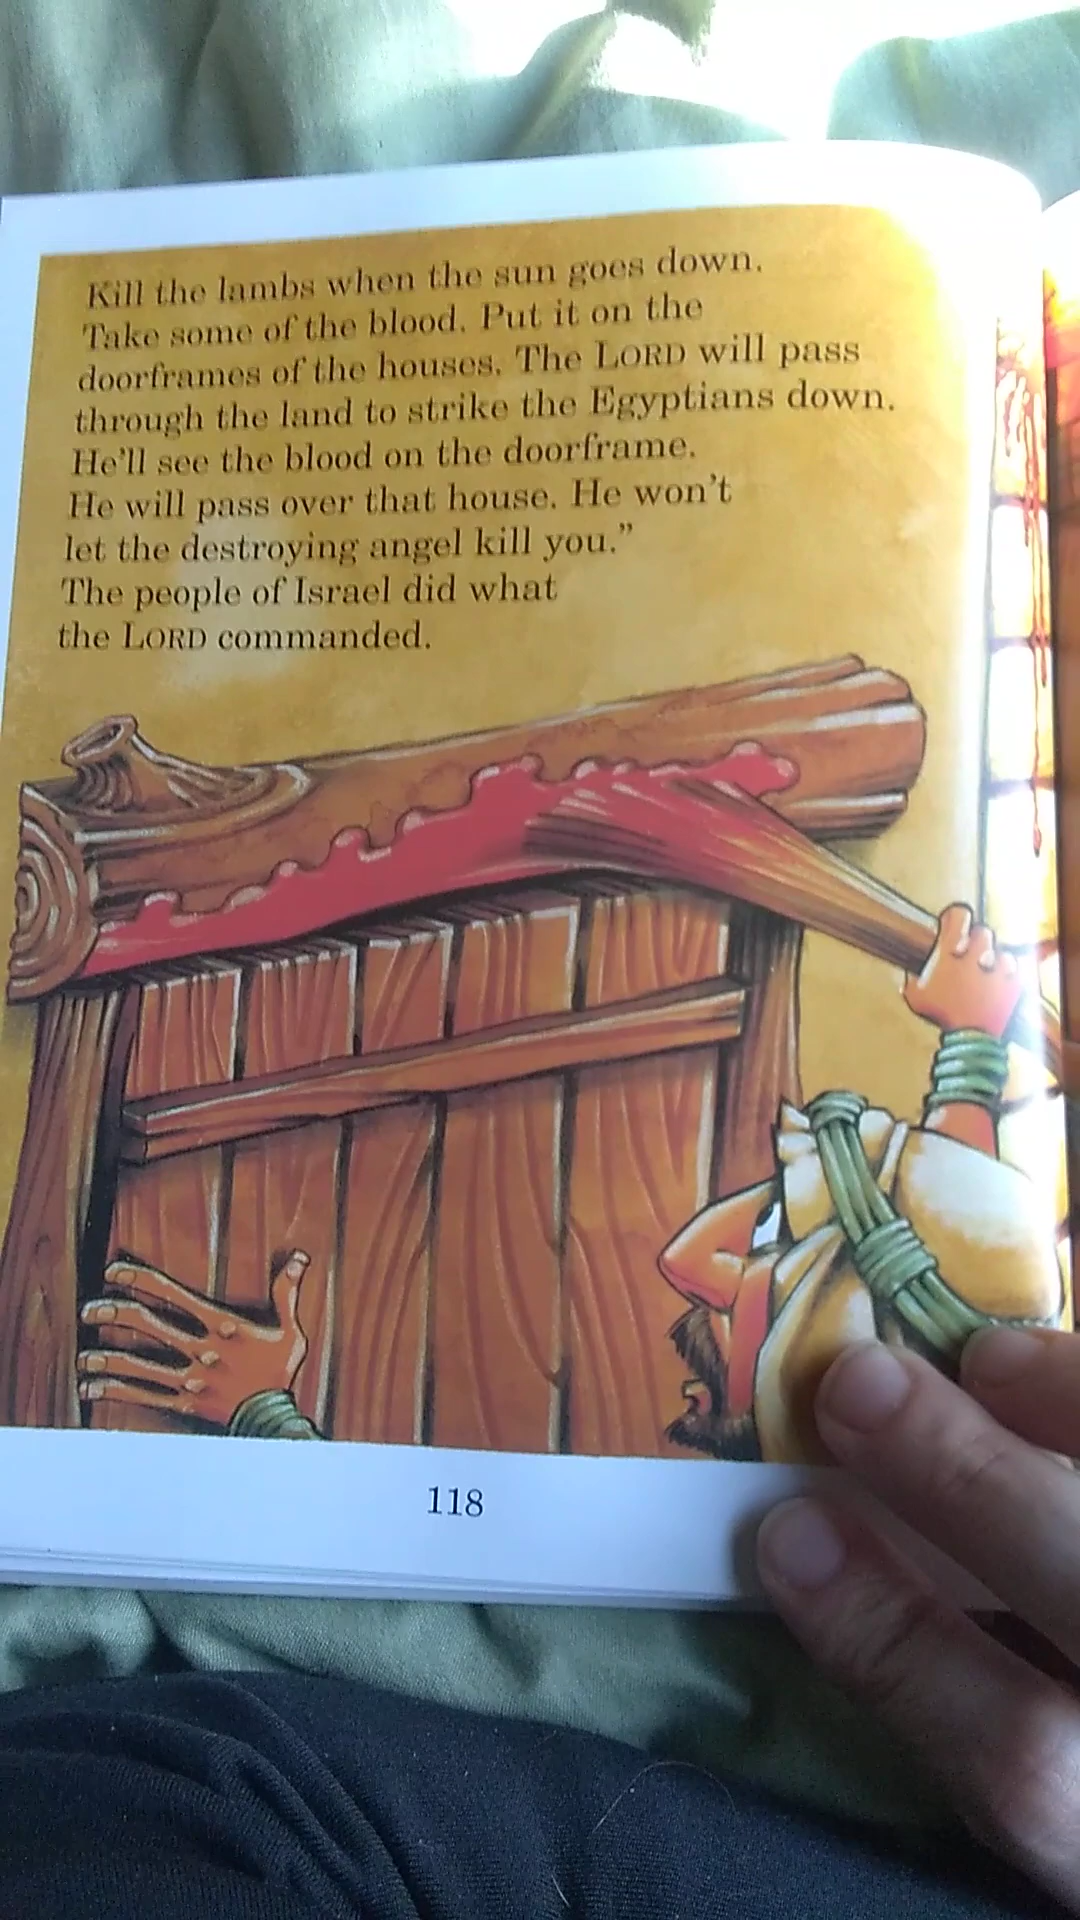 Kill the lambs when the sun goes down.
Take some of the blood. Put it on the
doorframes of the houses. The LORD will pass
through the land to strike the Egyptians down.
He'll see the blood on the doorframe.
He will pass over that house. He won't
let the destroying angel kill you.”
The people of Israel did what
the LORD commanded.
118